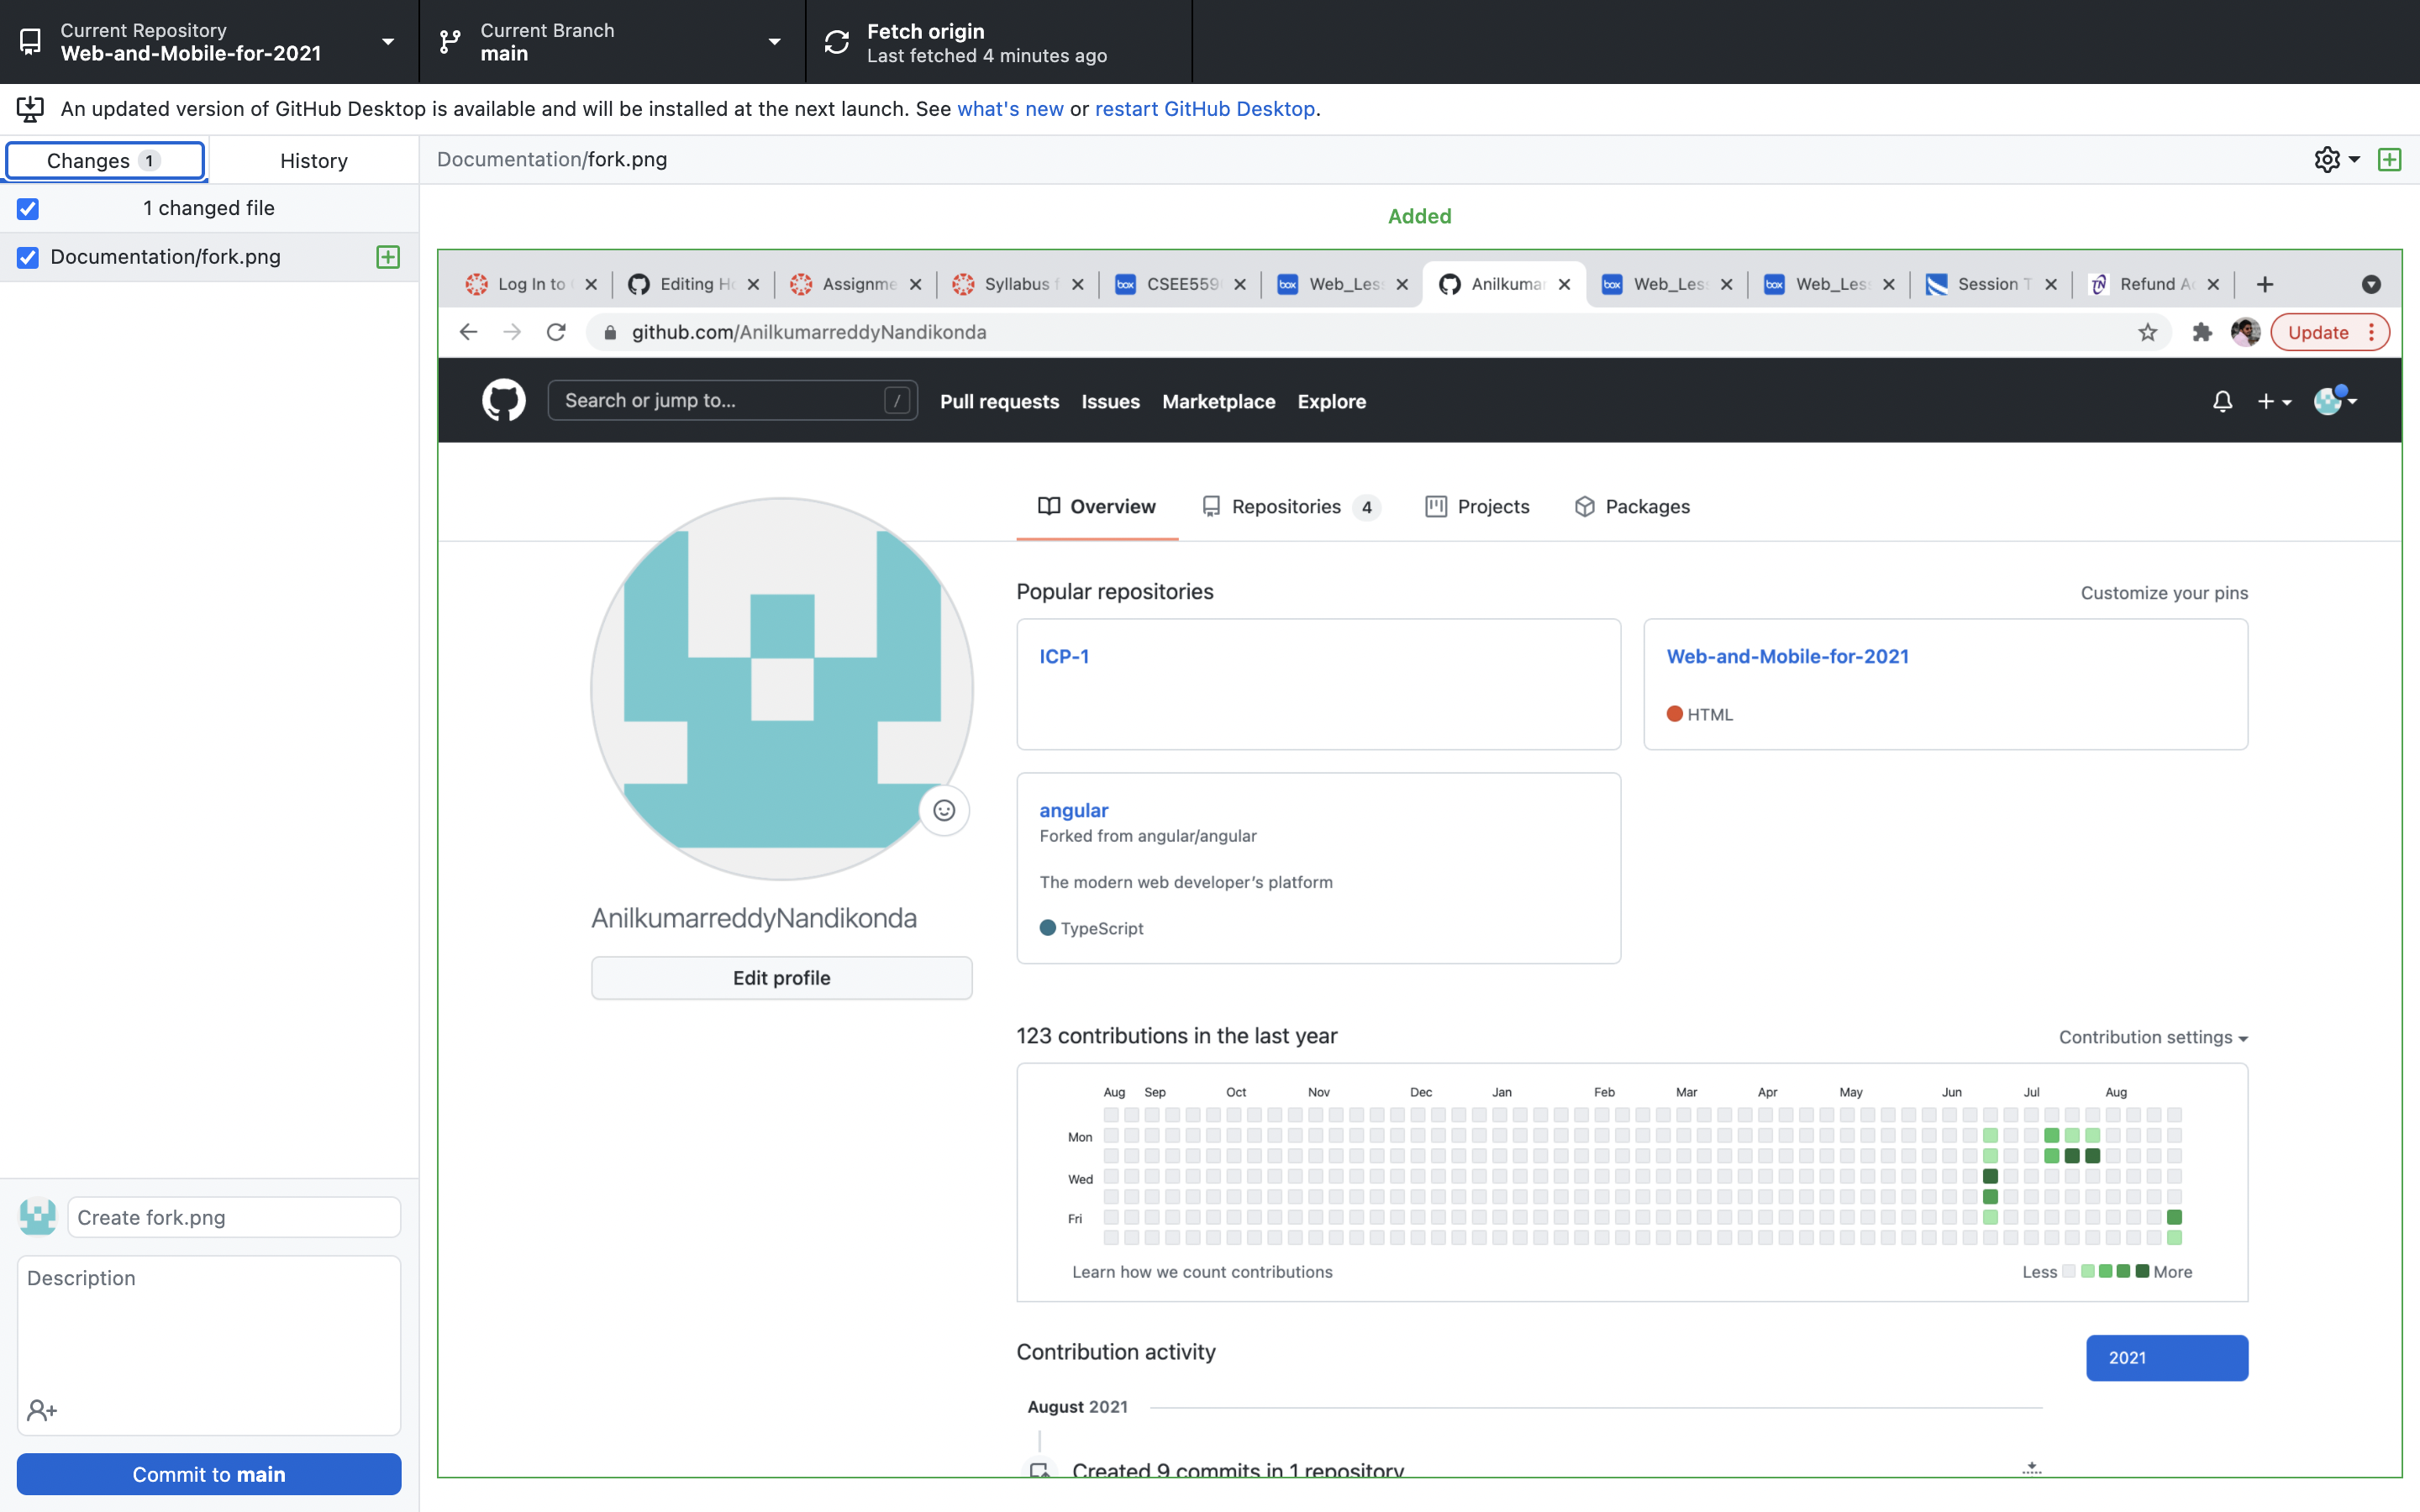 Current Repository
Web-and-Mobile-for-2021
Current Branch
main
Fetch origin
Last fetched 4 minutes ago
An updated version of GitHub Desktop is available and will be installed at the next launch. See what's new or restart GitHub Desktop.
Changes 1
History
Documentation/fork.png
1 changed file
Documentation/fork.png
Added
Log In to
Editing H
Assignme
Syllabus
CSEE559
Web_Les
Anilkumar
Web_Les
Web_Les
Session T
Refund A
github.com/AnilkumarreddyNandikonda
Update
Search or jump to... /
Pull requests Issues Marketplace Explore
Overview
Repositories 4
Projects
Packages
Popular repositories
Customize your pins
ICP-1
Web-and-Mobile-for-2021
HTML
angular
Forked from angular/angular
The modern web developer’s platform
TypeScript
AnilkumarreddyNandikonda
Edit profile
123 contributions in the last year
Contribution settings
Aug Sep Oct Nov Dec Jan Feb Mar Apr May Jun Jul Aug
Mon
Wed
Fri
Learn how we count contributions
Less More
Contribution activity
2021
August 2021
Created 9 commits in 1 repository
Create fork.png
Description
Commit to main